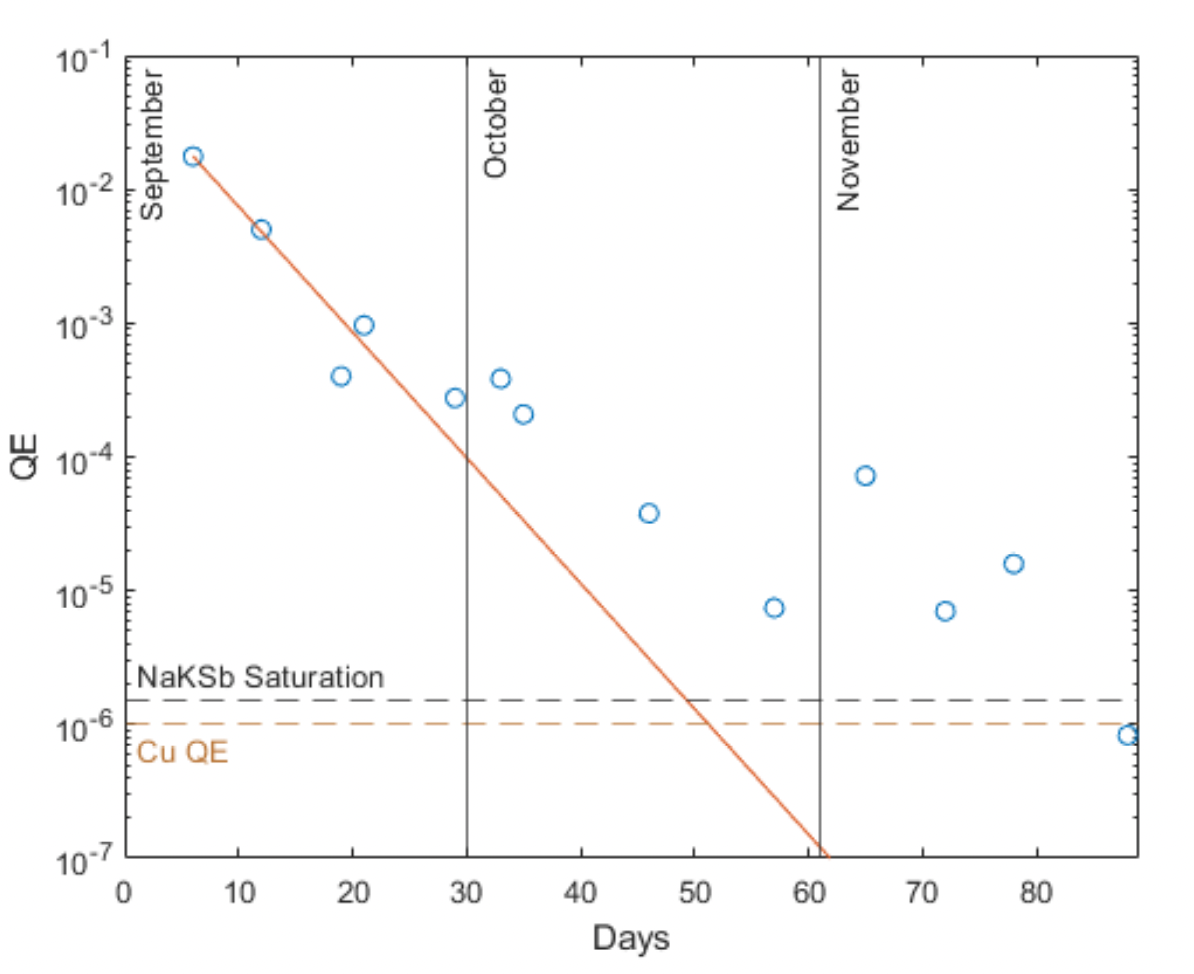 10⁻¹
10⁻²
10⁻³
10⁻⁴
10⁻⁵
10⁻⁶
10⁻⁷
QE
September
October
November
NaKSb Saturation
Cu QE
0 10 20 30 40 50 60 70 80
Days